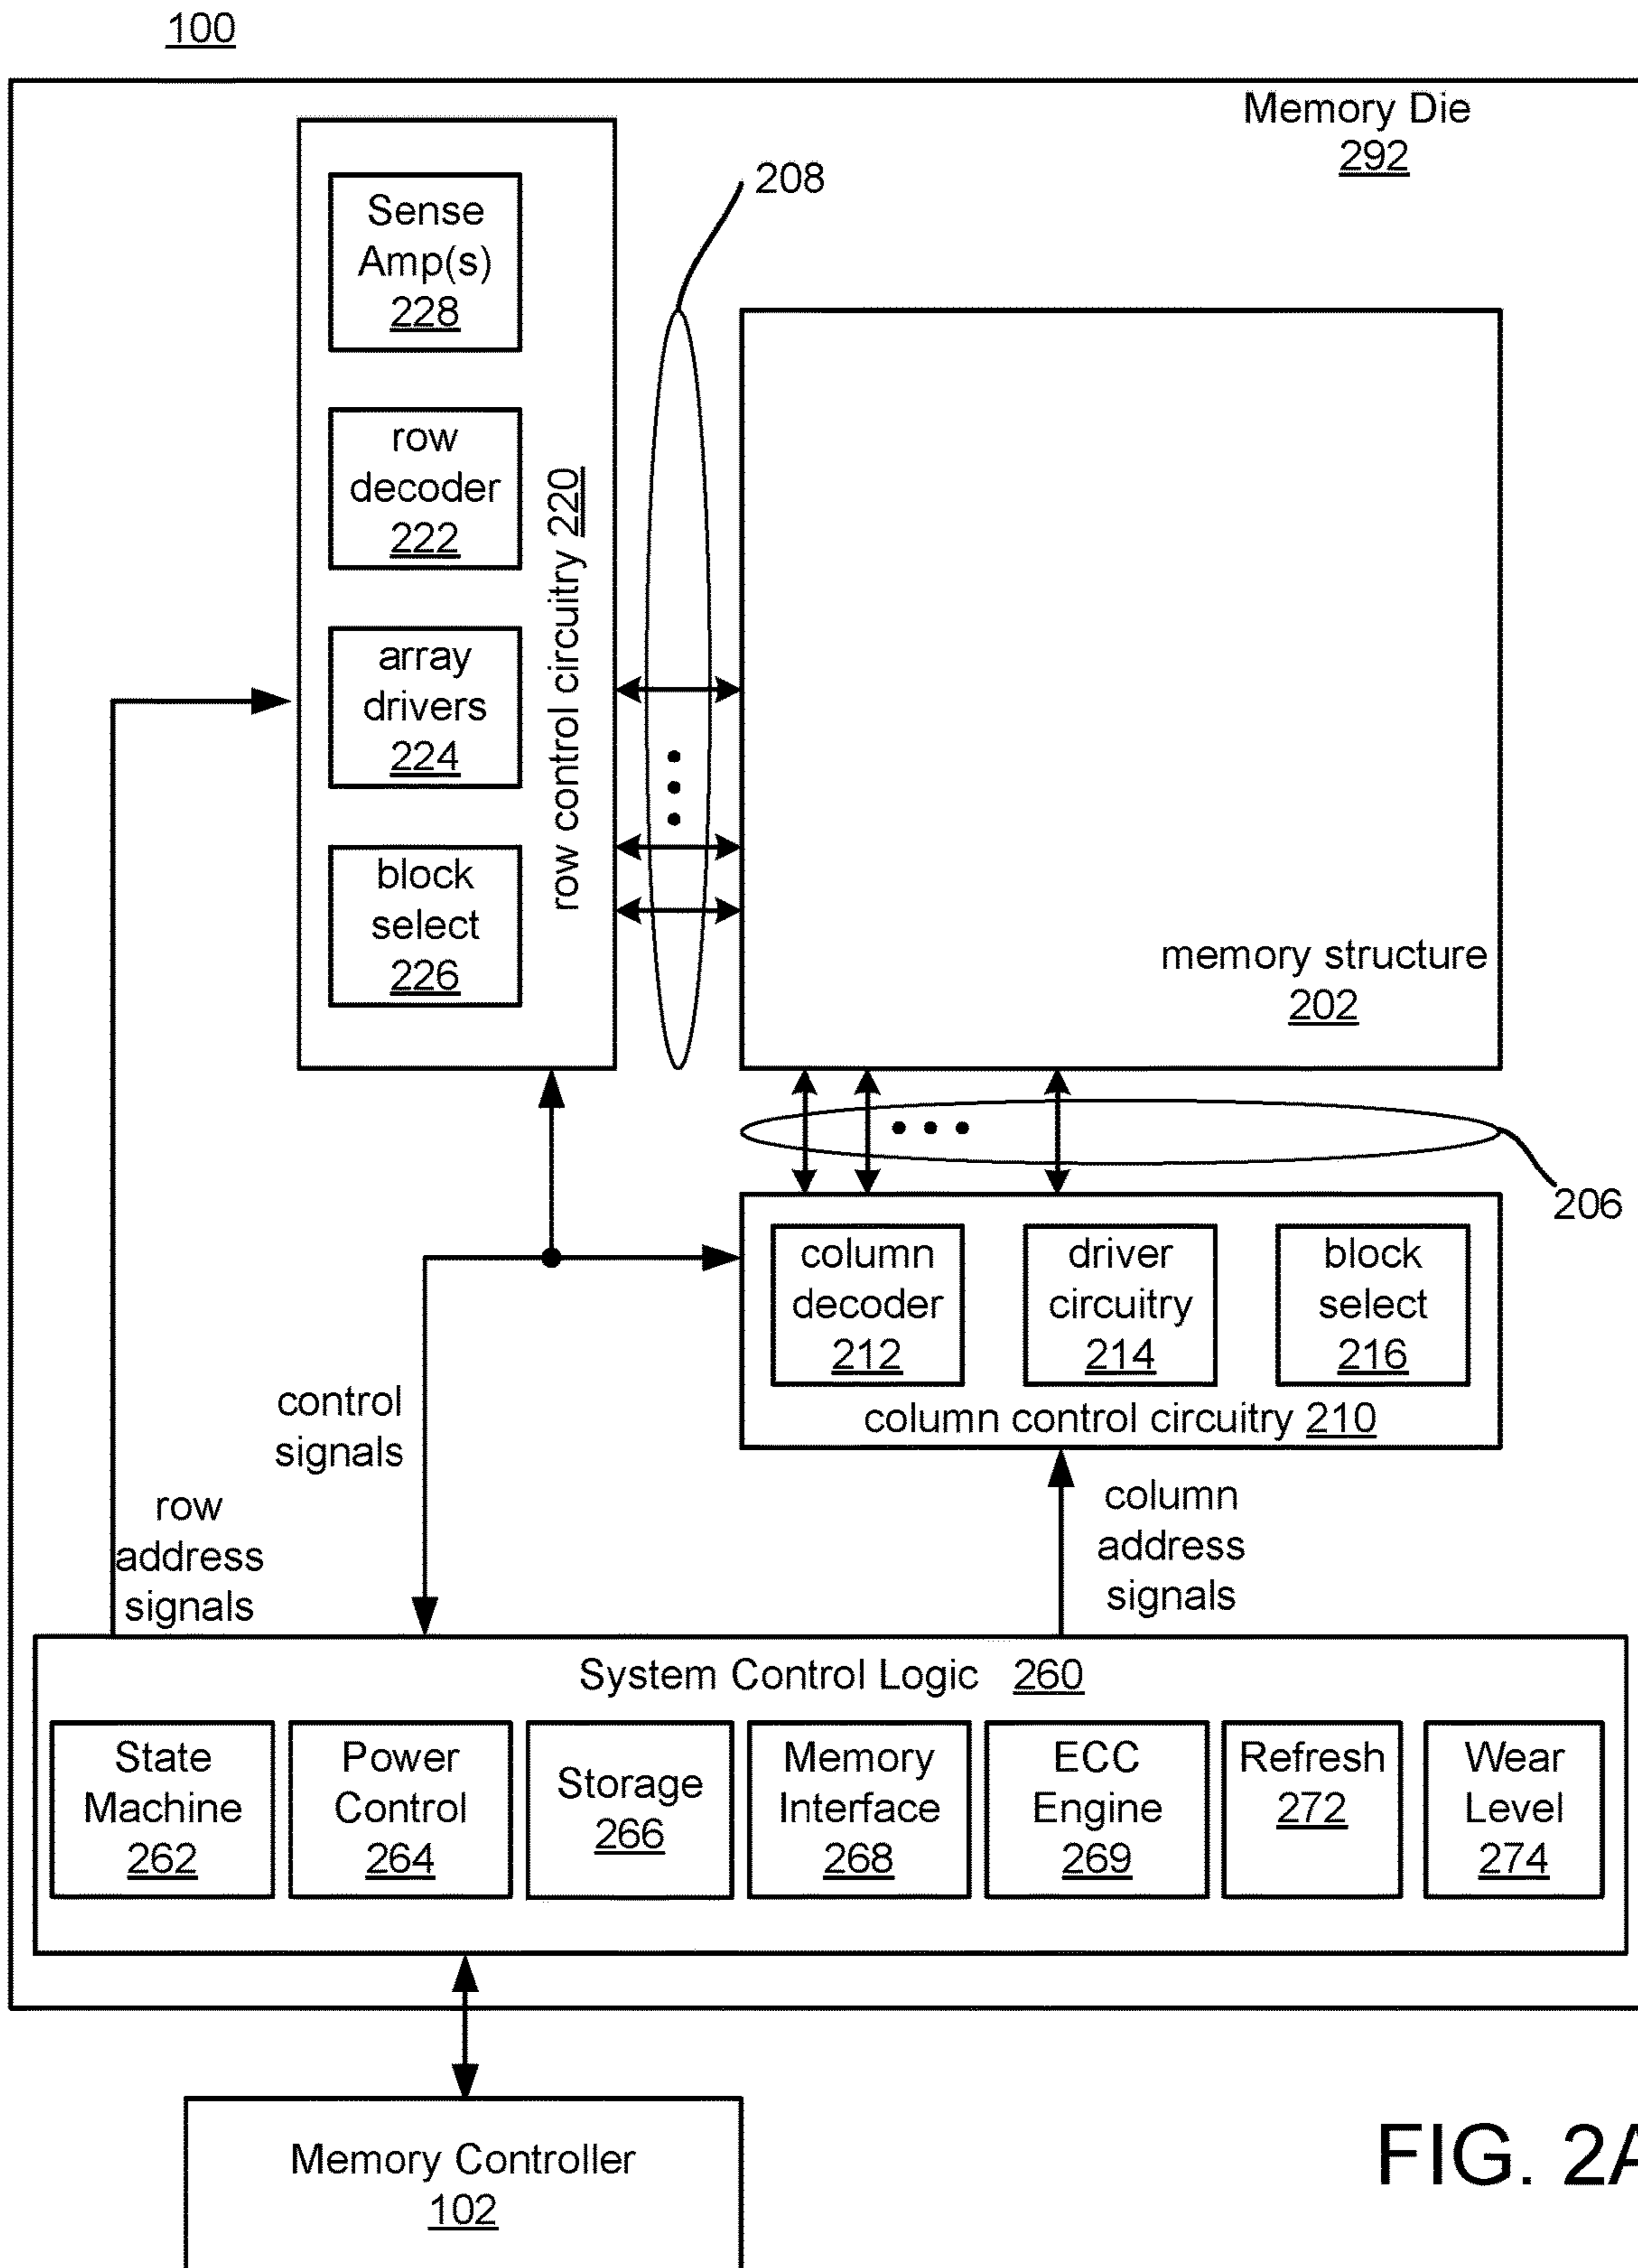 100
Memory Die
292
208
Sense
Amp(s)
228
row
decoder
222
array
drivers
224
block
select
226
row control circuitry 220
memory structure
202
206
column
decoder
212
driver
circuitry
214
block
select
216
column control circuitry 210
control
signals
row
address
signals
column
address
signals
System Control Logic 260
State
Machine
262
Power
Control
264
Storage
266
Memory
Interface
268
ECC
Engine
269
Refresh
272
Wear
Level
274
Memory Controller
102
FIG. 2A